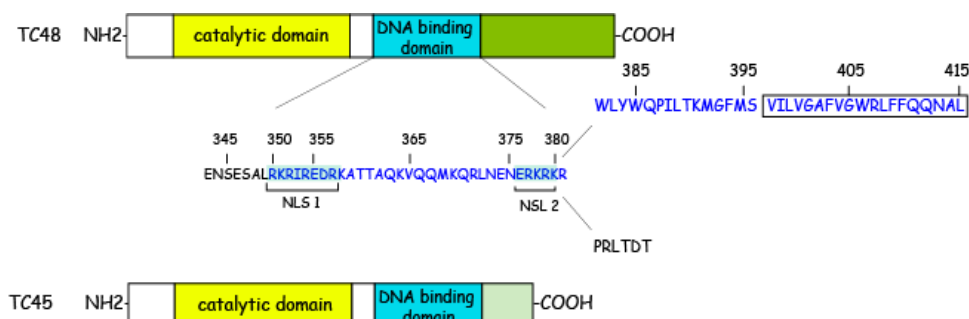 TC48 NH2- catalytic domain DNA binding domain -COOH
385 395 405 415
WLYWQPILTKMGFMS VILVGAFVGWRLFFQQNAL
345 350 355 365 375 380
ENSESALRKRIREDRKATTAQKVQQMKQRLNENERKRKR
NLS 1 NSL 2
PRLTDT
TC45 NH2- catalytic domain DNA binding domain -COOH